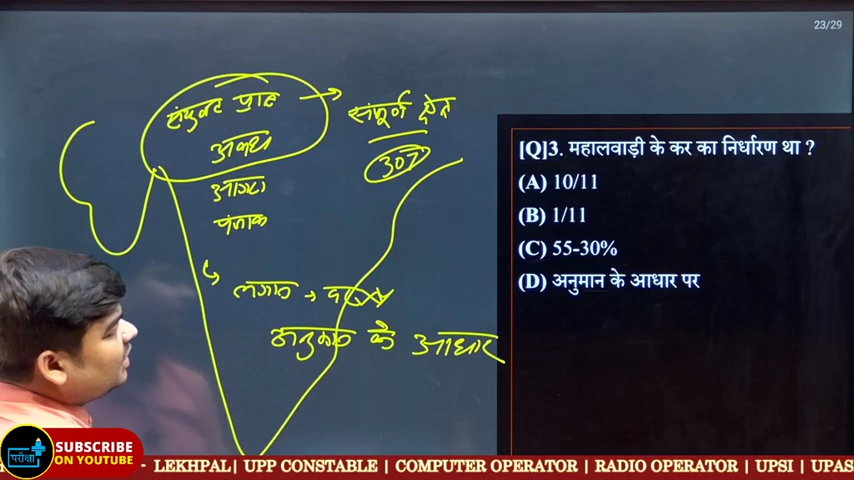 23/29
संयुक्त प्रांत → संपूर्ण क्षेत्र
अवध
30%
आगरा
पंजाब
लगान →
अनुमान के आधार
[Q]3. महालवाड़ी के कर का निर्धारण था ?
(A) 10/11
(B) 1/11
(C) 55-30%
(D) अनुमान के आधार पर
परीक्षा
SUBSCRIBE
ON YOUTUBE
- LEKHPAL| UPP CONSTABLE | COMPUTER OPERATOR | RADIO OPERATOR | UPSI | UPAS